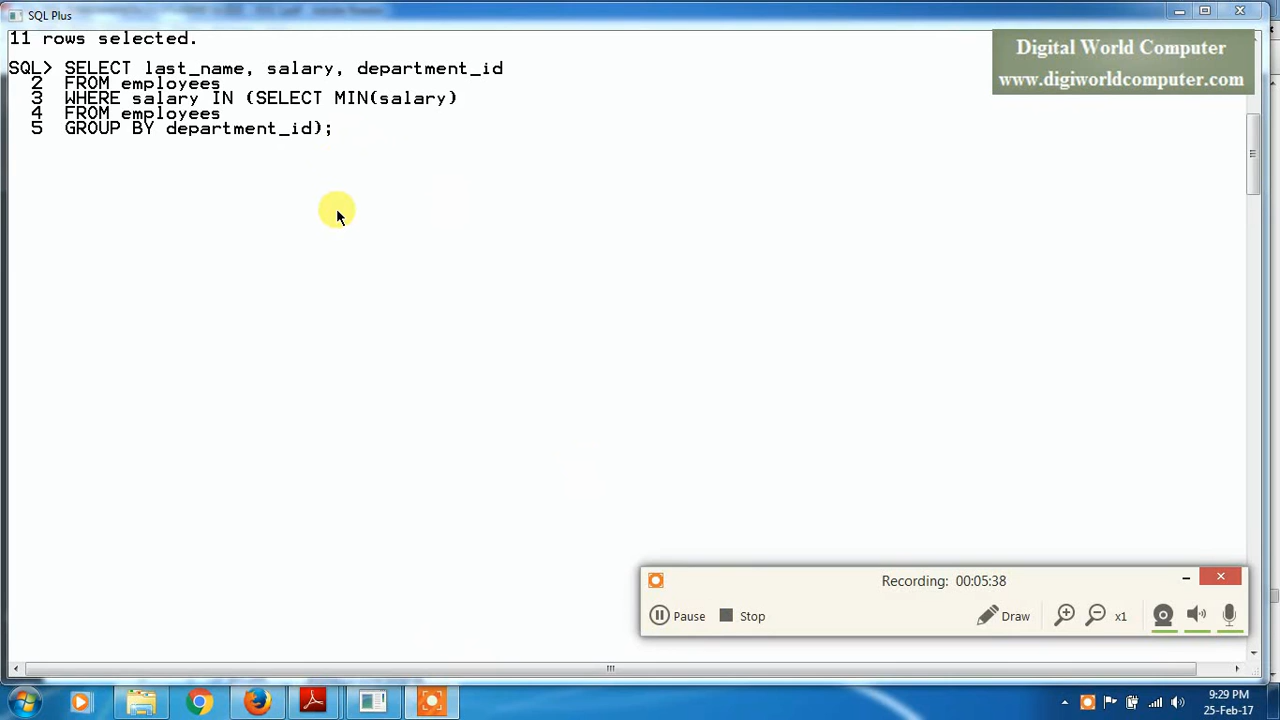 SQL Plus
11 rows selected.
SQL> SELECT last_name, salary, department_id
2 FROM employees
3 WHERE salary IN (SELECT MIN(salary)
4 FROM employees
5 GROUP BY department_id);
Digital World Computer
www.digiworldcomputer.com
Recording: 00:05:38
Pause Stop Draw x1
9:29 PM
25-Feb-17